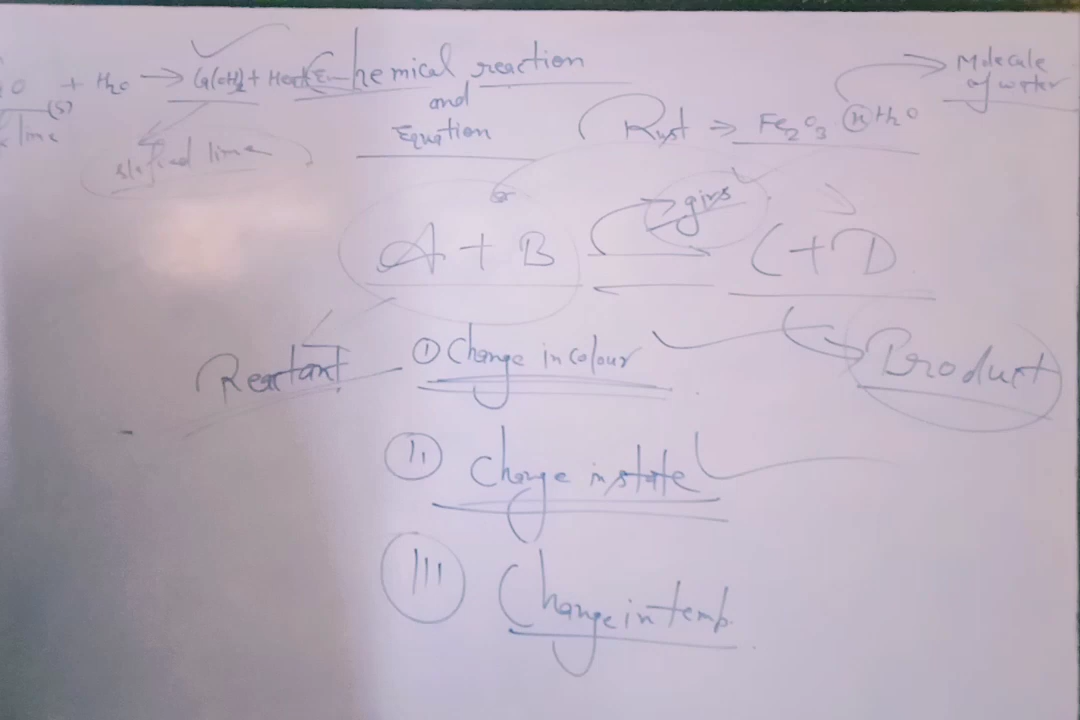 O + H2O → Ca(OH)2 + Heat
(s)
lime
slaked lime
Chemical reaction
and
Equation
Rust ⇒ Fe2O3 x H2O
Molecule
of water
or
gives
A + B
C + D
Reactant
Product
① Change in colour
II. Change in state
III Change in temp.